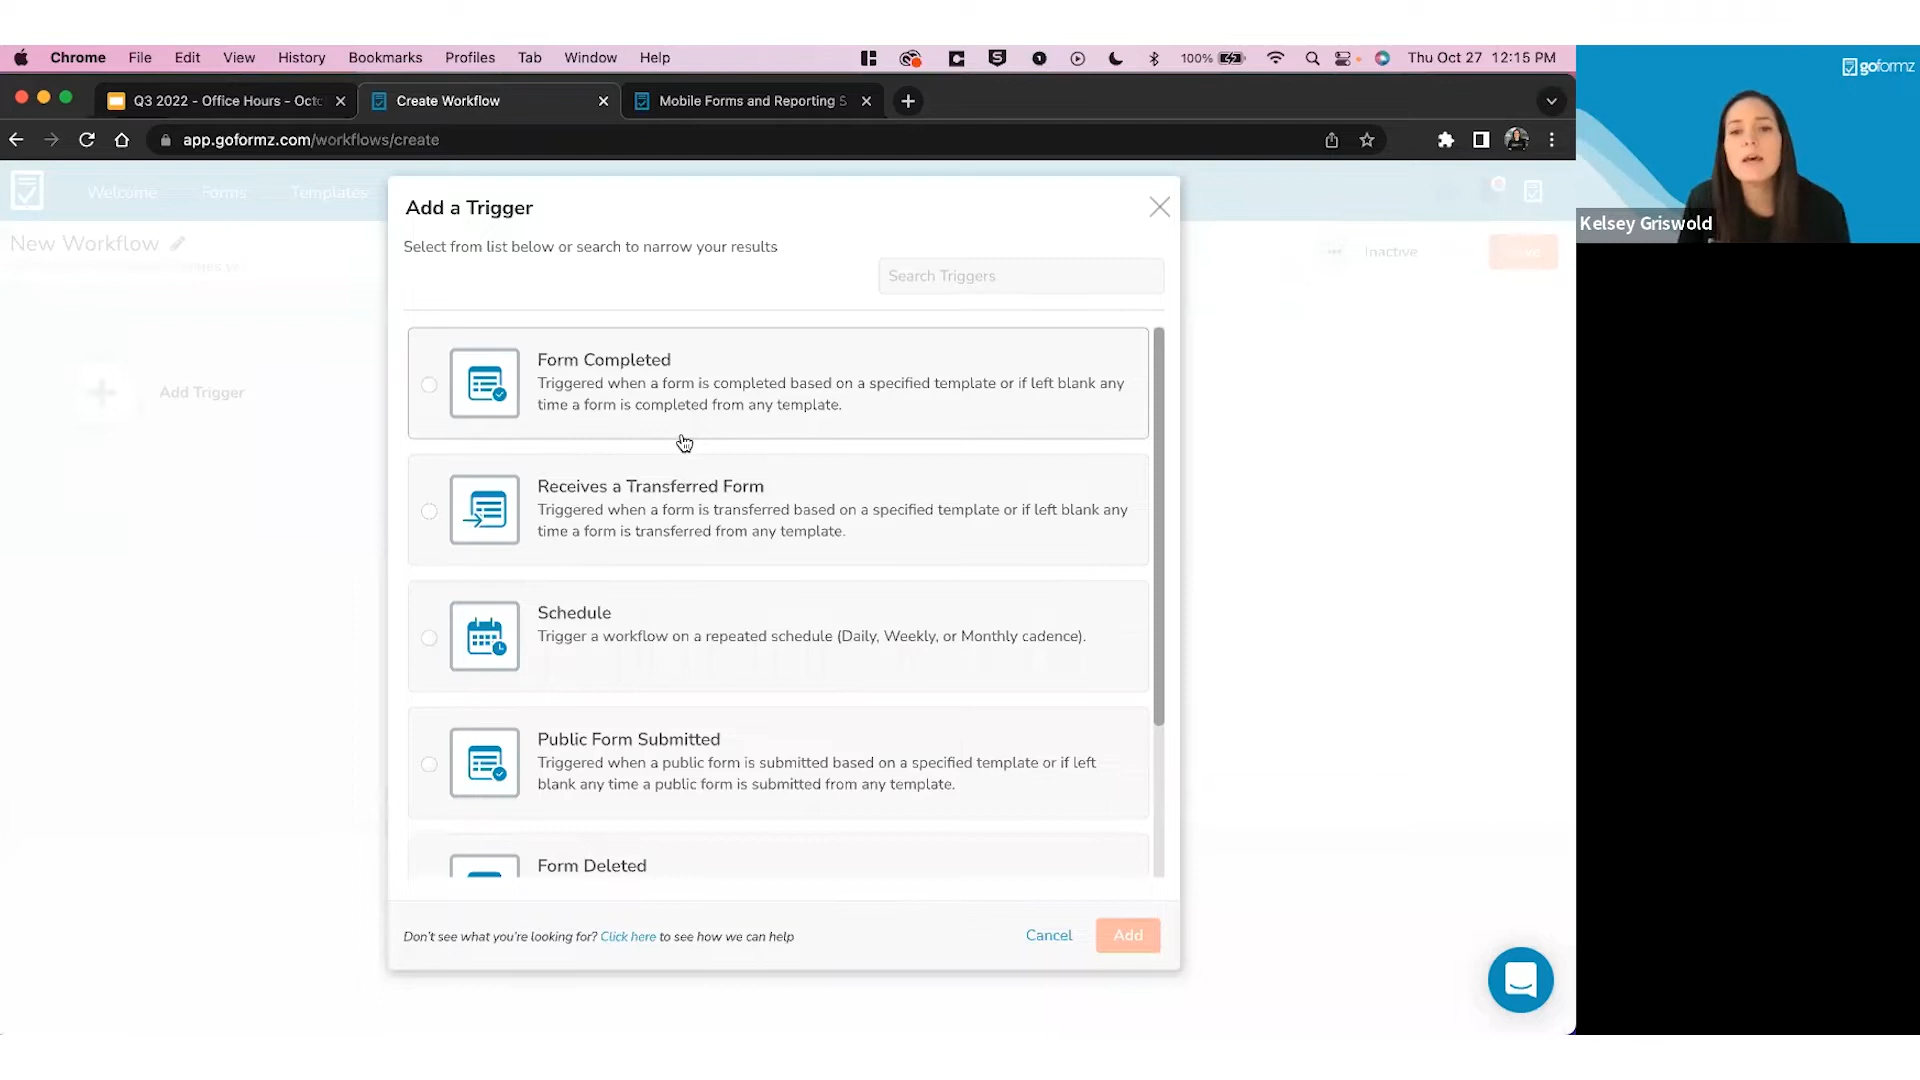 Chrome File Edit View History Bookmarks Profiles Tab Window Help 100% Thu Oct 27 12:15 PM
goformz
Q3 2022 - Office Hours - Octo
Create Workflow
Mobile Forms and Reporting S
app.goformz.com/workflows/create
Welcome Forms Templates
Kelsey Griswold
New Workflow
Inactive
Add Trigger
Add a Trigger
Select from list below or search to narrow your results
Search Triggers
Form Completed
Triggered when a form is completed based on a specified template or if left blank any
time a form is completed from any template.
Receives a Transferred Form
Triggered when a form is transferred based on a specified template or if left blank any
time a form is transferred from any template.
Schedule
Trigger a workflow on a repeated schedule (Daily, Weekly, or Monthly cadence).
Public Form Submitted
Triggered when a public form is submitted based on a specified template or if left
blank any time a public form is submitted from any template.
Form Deleted
Don't see what you're looking for? Click here to see how we can help
Cancel Add